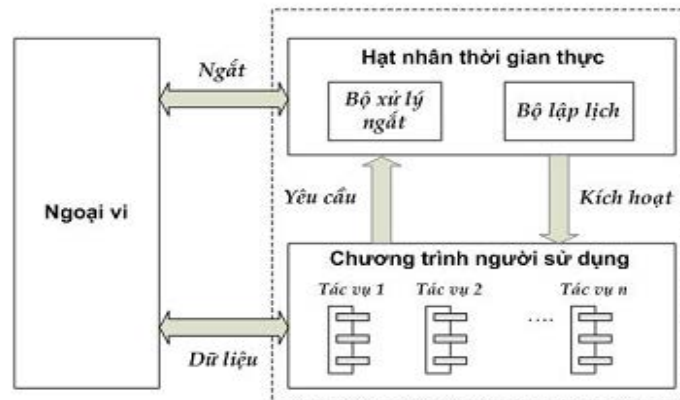 Ngoại vi
Ngắt
Hạt nhân thời gian thực
Bộ xử lý
ngắt
Bộ lập lịch
Yêu cầu
Kích hoạt
Chương trình người sử dụng
Tác vụ 1
Tác vụ 2
....
Tác vụ n
Dữ liệu